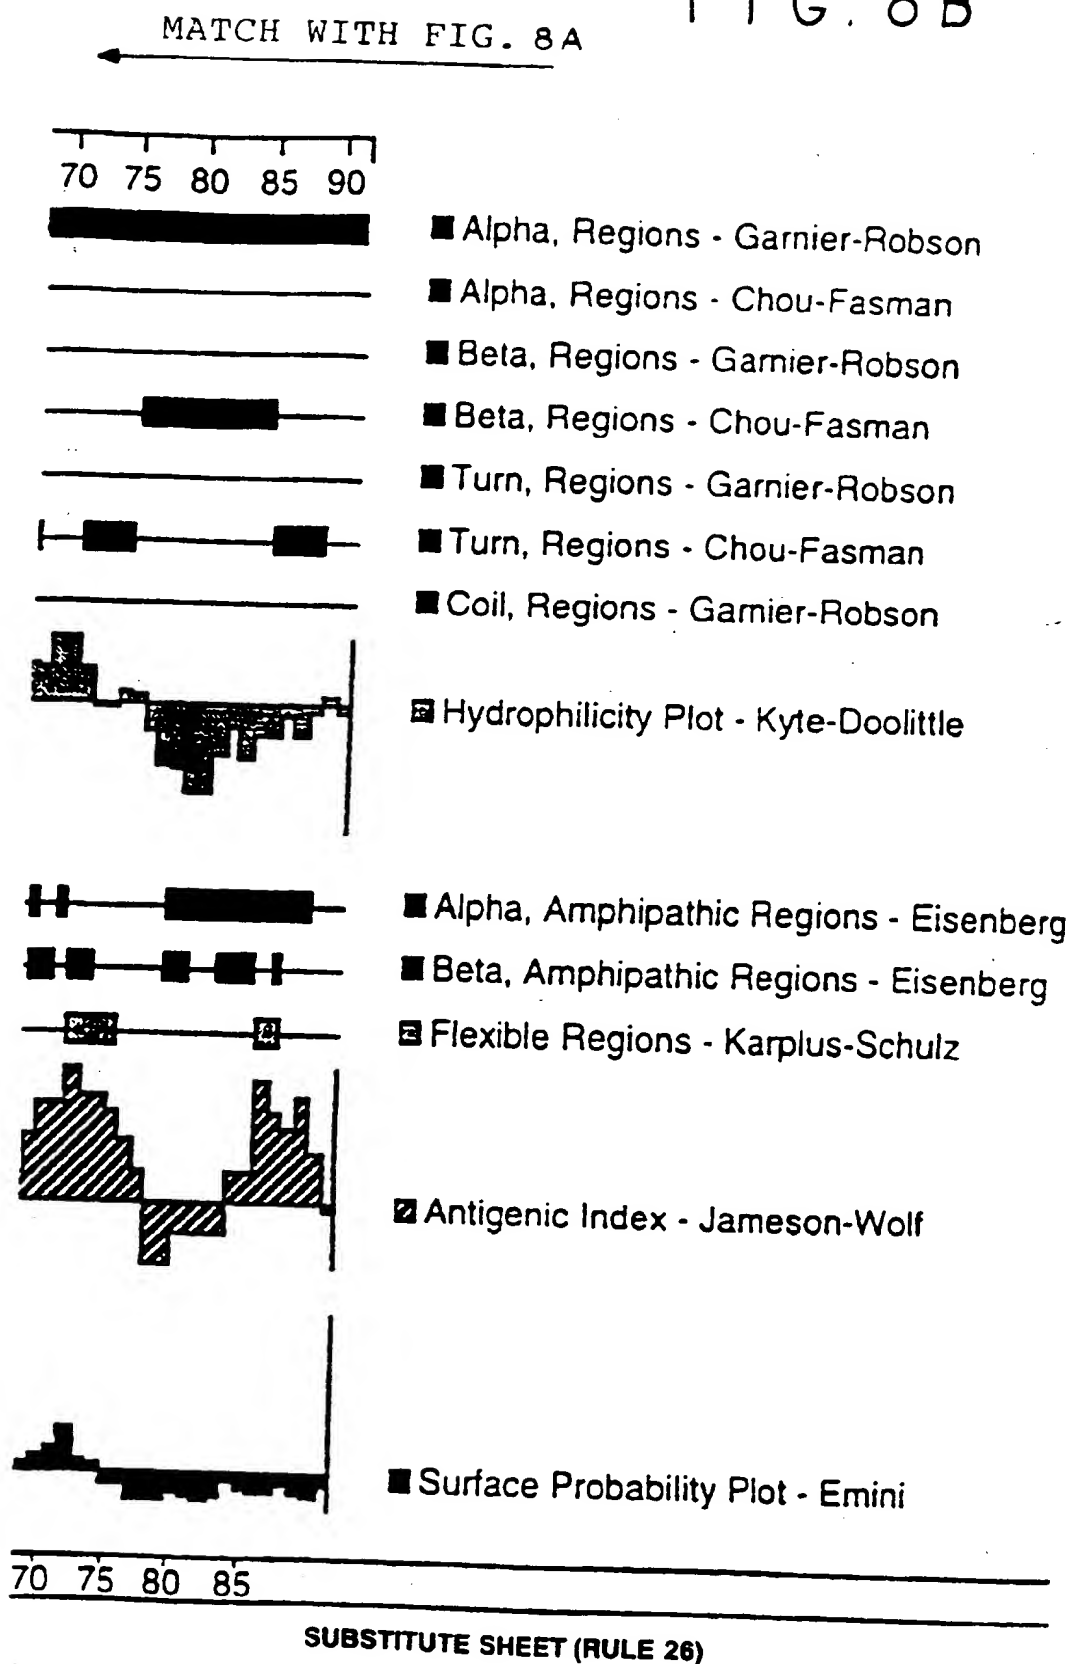 FIG. 8B
MATCH WITH FIG. 8A
70 75 80 85 90
Alpha, Regions - Garnier-Robson
Alpha, Regions - Chou-Fasman
Beta, Regions - Garnier-Robson
Beta, Regions - Chou-Fasman
Turn, Regions - Garnier-Robson
Turn, Regions - Chou-Fasman
Coil, Regions - Garnier-Robson
Hydrophilicity Plot - Kyte-Doolittle
Alpha, Amphipathic Regions - Eisenberg
Beta, Amphipathic Regions - Eisenberg
Flexible Regions - Karplus-Schulz
Antigenic Index - Jameson-Wolf
Surface Probability Plot - Emini
70 75 80 85
SUBSTITUTE SHEET (RULE 26)